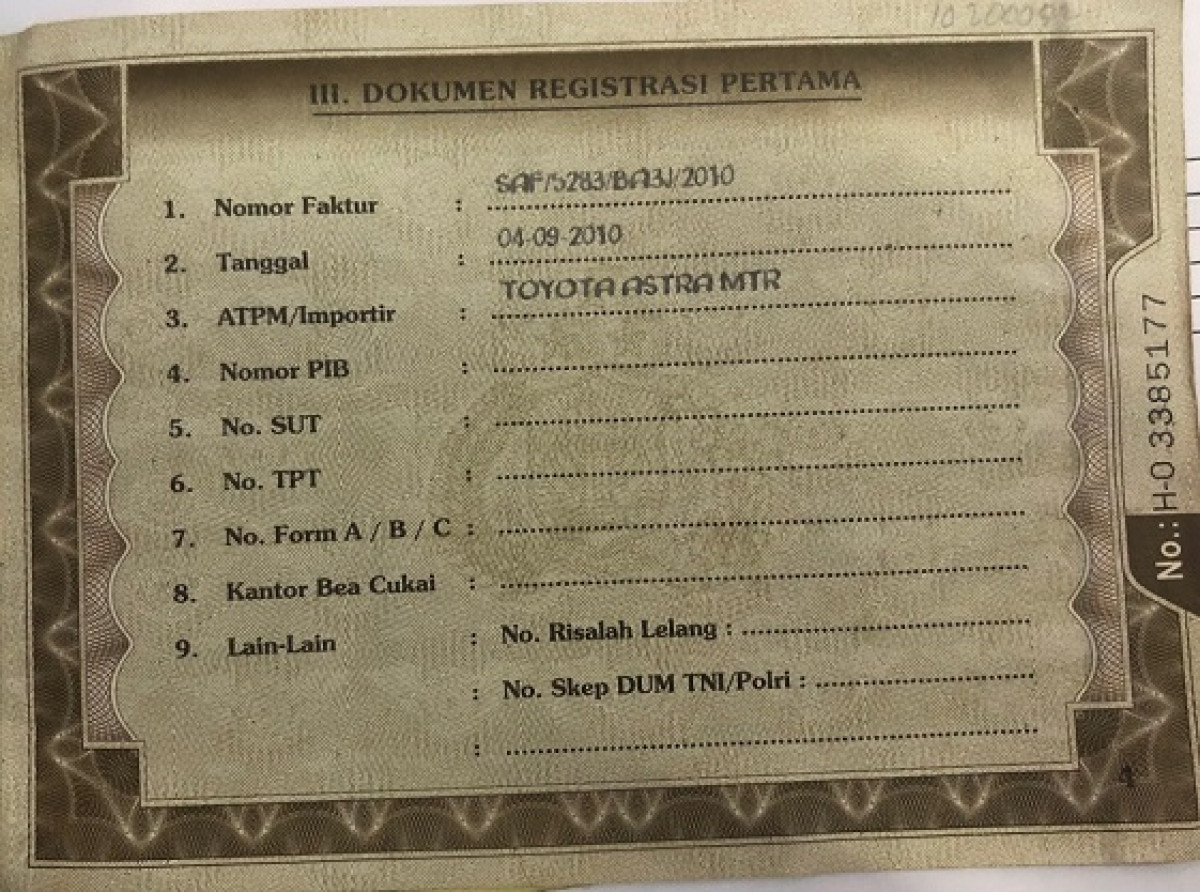 III. DOKUMEN REGISTRASI PERTAMA
1. Nomor Faktur : SAF/5283/BA3J/2010
2. Tanggal : 04-09-2010
3. ATPM/Importir : TOYOTA ASTRA MTR
4. Nomor PIB :
5. No. SUT :
6. No. TPT :
7. No. Form A / B / C :
8. Kantor Bea Cukai :
9. Lain-Lain : No. Risalah Lelang :
: No. Skep DUM TNI/Polri :
:
No.: H-0 3385177
4